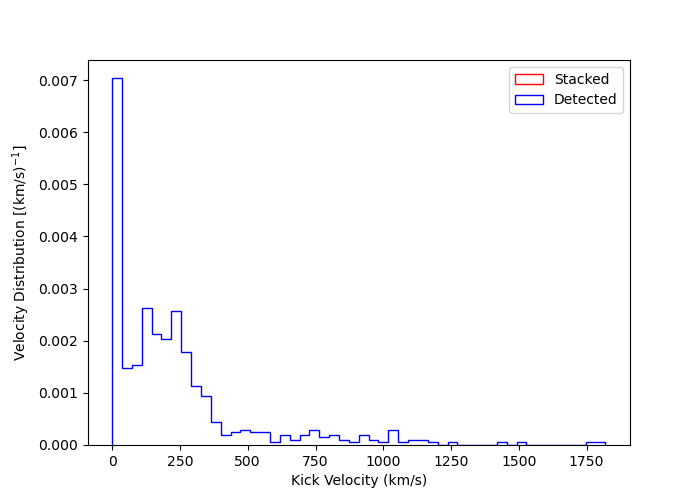 Stacked
Detected
0.007
0.006
0.005
0.004
0.003
0.002
0.001
0.000
Velocity Distribution [(km/s)⁻¹]
0 250 500 750 1000 1250 1500 1750
Kick Velocity (km/s)